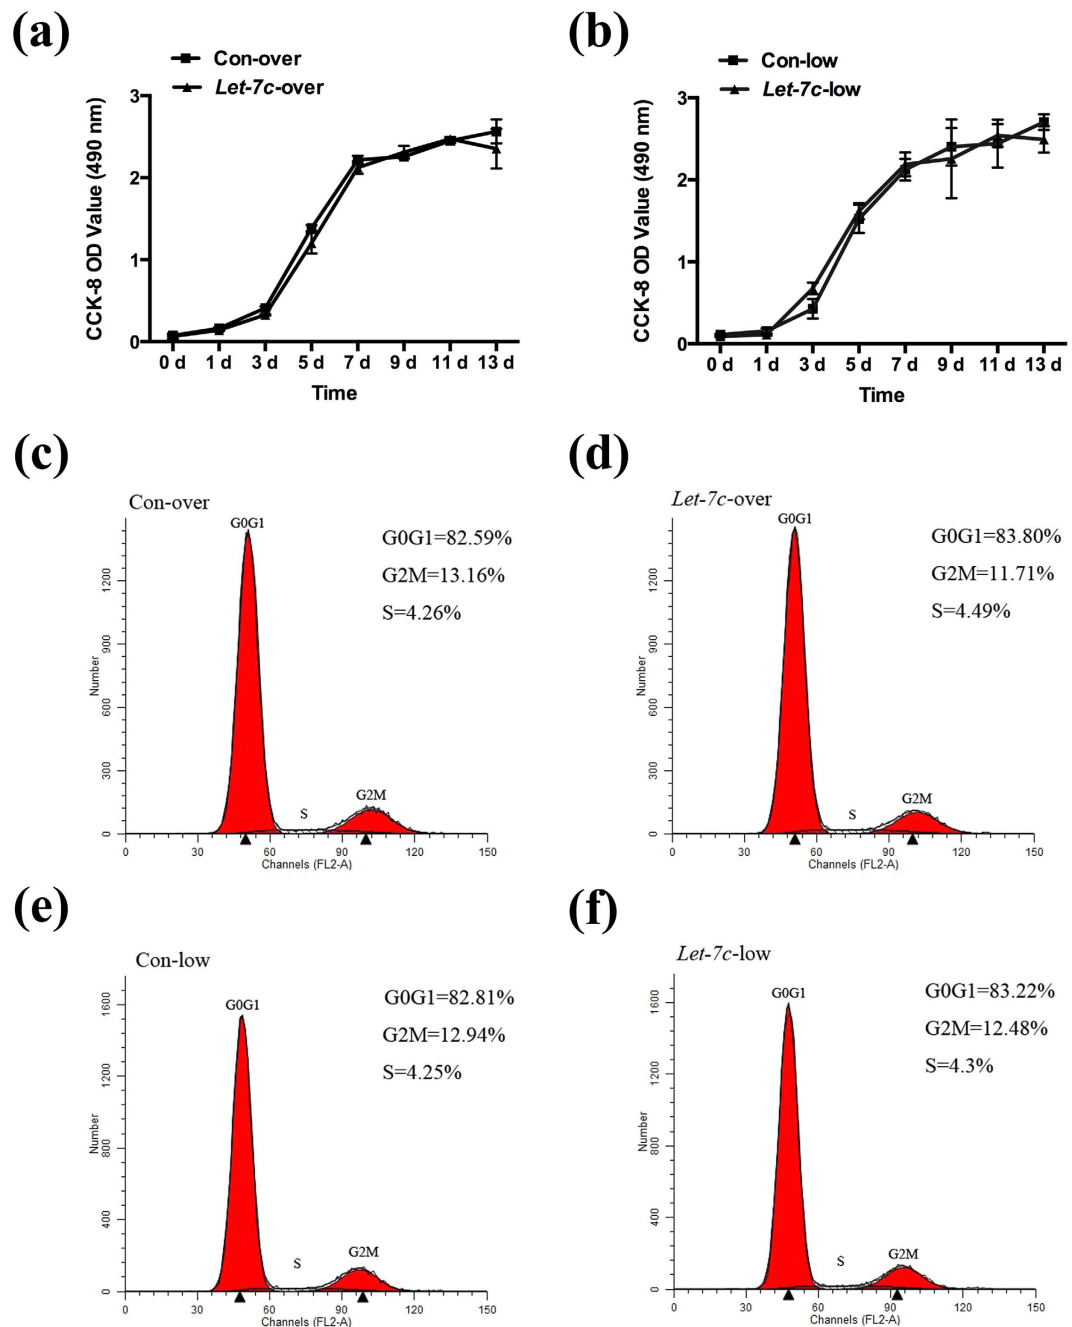 (a)
Con-over
Let-7c-over
CCK-8 OD Value (490 nm)
3
2
1
0
0 d 1 d 3 d 5 d 7 d 9 d 11 d 13 d
Time
(b)
Con-low
Let-7c-low
CCK-8 OD Value (490 nm)
3
2
1
0
0 d 1 d 3 d 5 d 7 d 9 d 11 d 13 d
Time
(c)
Con-over
G0G1
G0G1=82.59%
G2M=13.16%
S=4.26%
Number
1200
900
600
300
0
S
G2M
0 30 60 90 120 150
Channels (FL2-A)
(d)
Let-7c-over
G0G1
G0G1=83.80%
G2M=11.71%
S=4.49%
Number
1200
900
600
300
0
S
G2M
0 30 60 90 120 150
Channels (FL2-A)
(e)
Con-low
G0G1
G0G1=82.81%
G2M=12.94%
S=4.25%
Number
1600
1200
800
400
0
S
G2M
0 30 60 90 120 150
Channels (FL2-A)
(f)
Let-7c-low
G0G1
G0G1=83.22%
G2M=12.48%
S=4.3%
Number
1600
1200
800
400
0
S
G2M
0 30 60 90 120 150
Channels (FL2-A)